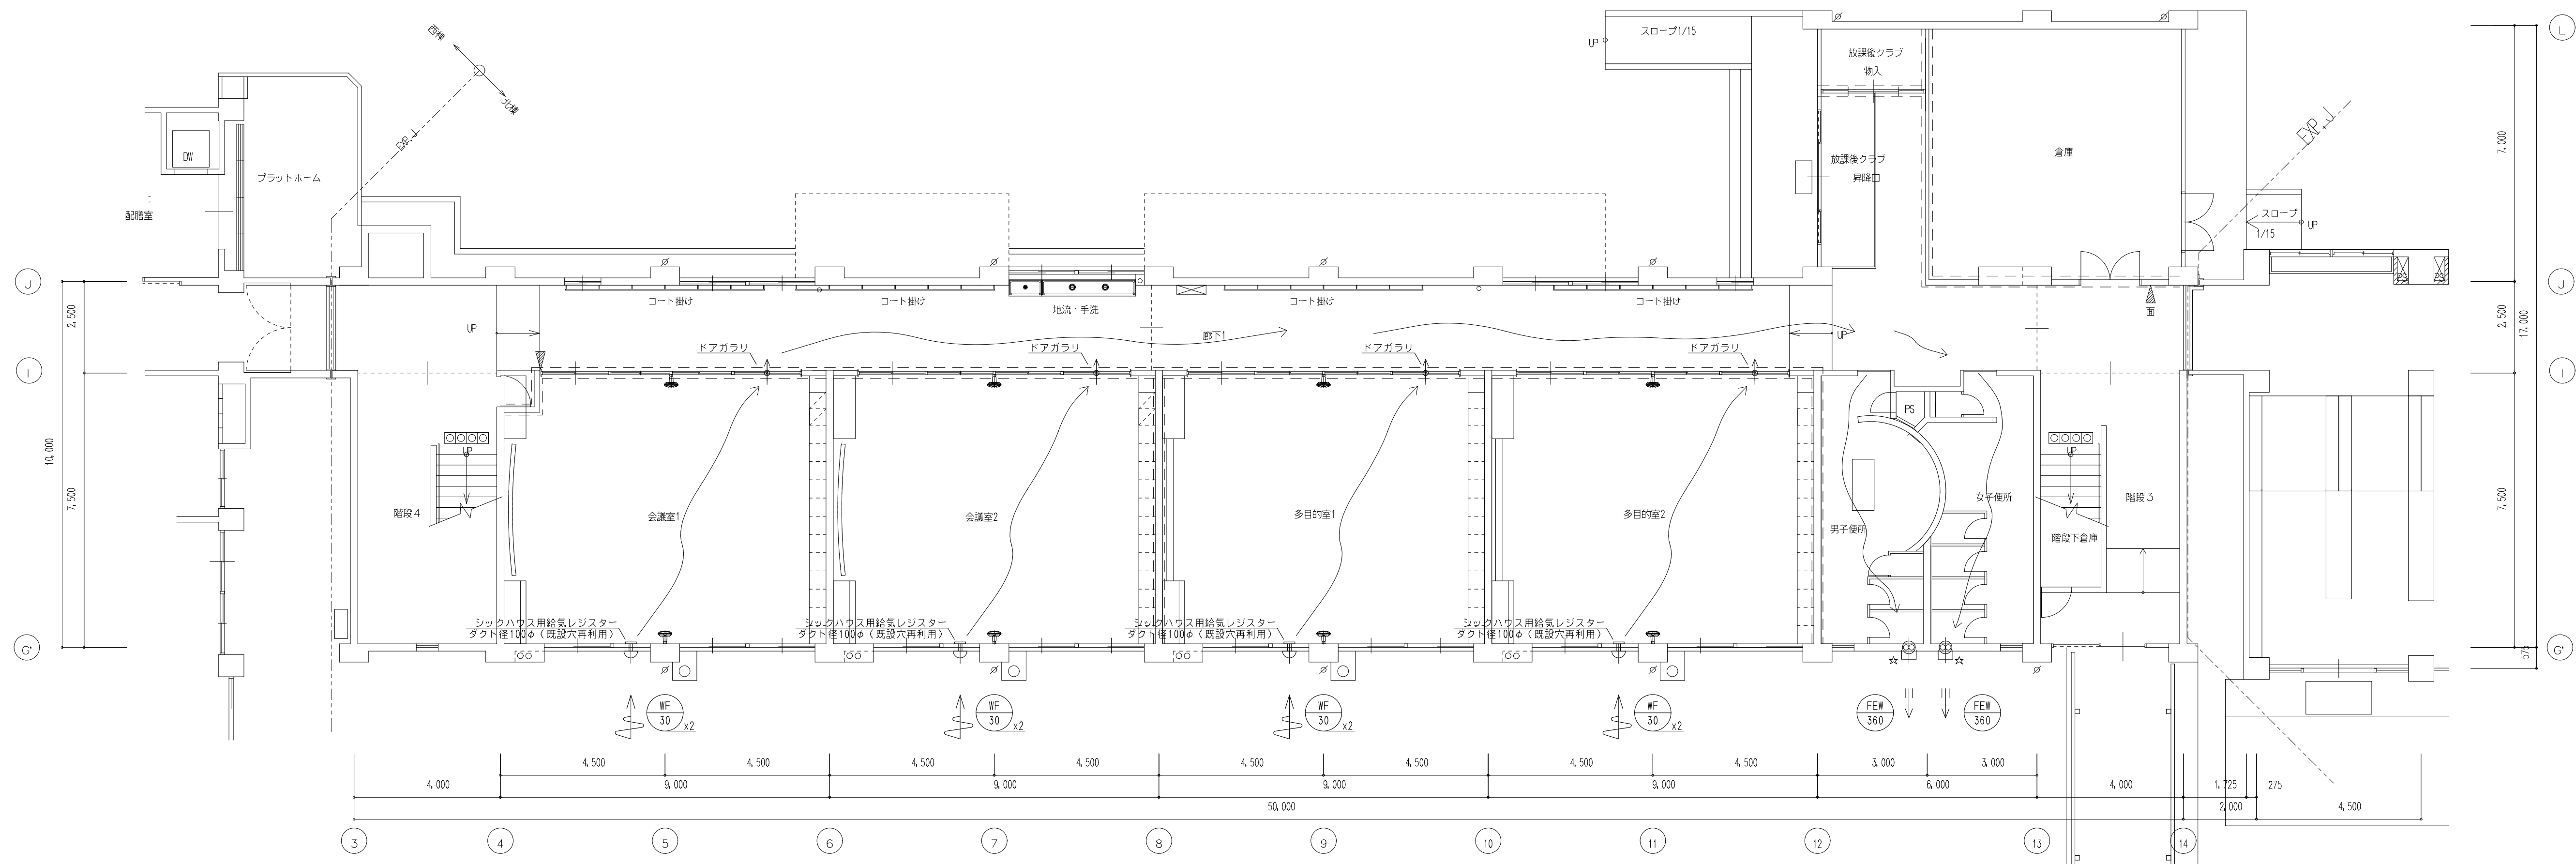 西棟
北棟
EXP.J
スロープ1/15
UP
放課後クラブ
物入
L
DW
プラットホーム
配膳室
放課後クラブ
昇降口
倉庫
EXP.J
7,000
スロープ
1/15
UP
J
コート掛け
コート掛け
地流・手洗
コート掛け
コート掛け
面
J
2,500
UP
廊下1
UP
2,500
17,000
ドアガラリ
ドアガラリ
ドアガラリ
ドアガラリ
I
I
PS
10,000
7,500
UP
階段4
会議室1
会議室2
多目的室1
多目的室2
男子便所
女子便所
UP
階段3
階段下倉庫
7,500
シックハウス用給気レジスター
ダクト径100φ(既設穴再利用)
シックハウス用給気レジスター
ダクト径100φ(既設穴再利用)
シックハウス用給気レジスター
ダクト径100φ(既設穴再利用)
シックハウス用給気レジスター
ダクト径100φ(既設穴再利用)
G'
G'
575
☆
☆
WF
30
x2
WF
30
x2
WF
30
x2
WF
30
x2
FEW
360
FEW
360
4,500
4,500
4,500
4,500
4,500
4,500
4,500
4,500
3,000
3,000
4,000
9,000
9,000
9,000
9,000
6,000
4,000
1,725
275
50,000
2,000
4,500
3
4
5
6
7
8
9
10
11
12
13
14